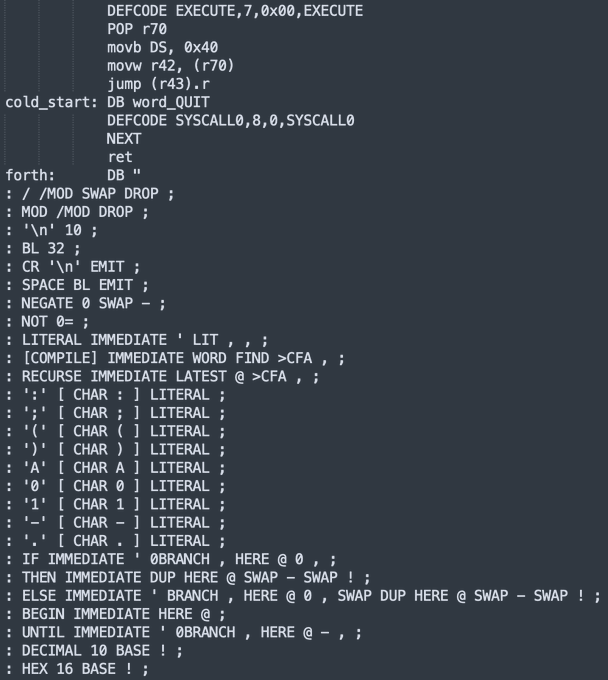 DEFCODE EXECUTE,7,0x00,EXECUTE
POP r70
movb DS, 0x40
movw r42, (r70)
jump (r43).r
cold_start: DB word_QUIT
DEFCODE SYSCALL0,8,0,SYSCALL0
NEXT
ret
forth: DB "
: / /MOD SWAP DROP ;
: MOD /MOD DROP ;
: '\n' 10 ;
: BL 32 ;
: CR '\n' EMIT ;
: SPACE BL EMIT ;
: NEGATE 0 SWAP - ;
: NOT 0= ;
: LITERAL IMMEDIATE ' LIT , , ;
: [COMPILE] IMMEDIATE WORD FIND >CFA , ;
: RECURSE IMMEDIATE LATEST @ >CFA , ;
: ':' [ CHAR : ] LITERAL ;
: ';' [ CHAR ; ] LITERAL ;
: '(' [ CHAR ( ] LITERAL ;
: ')' [ CHAR ) ] LITERAL ;
: 'A' [ CHAR A ] LITERAL ;
: '0' [ CHAR 0 ] LITERAL ;
: '1' [ CHAR 1 ] LITERAL ;
: '-' [ CHAR - ] LITERAL ;
: '.' [ CHAR . ] LITERAL ;
: IF IMMEDIATE ' 0BRANCH , HERE @ 0 , ;
: THEN IMMEDIATE DUP HERE @ SWAP - SWAP ! ;
: ELSE IMMEDIATE ' BRANCH , HERE @ 0 , SWAP DUP HERE @ SWAP - SWAP ! ;
: BEGIN IMMEDIATE HERE @ ;
: UNTIL IMMEDIATE ' 0BRANCH , HERE @ - , ;
: DECIMAL 10 BASE ! ;
: HEX 16 BASE ! ;